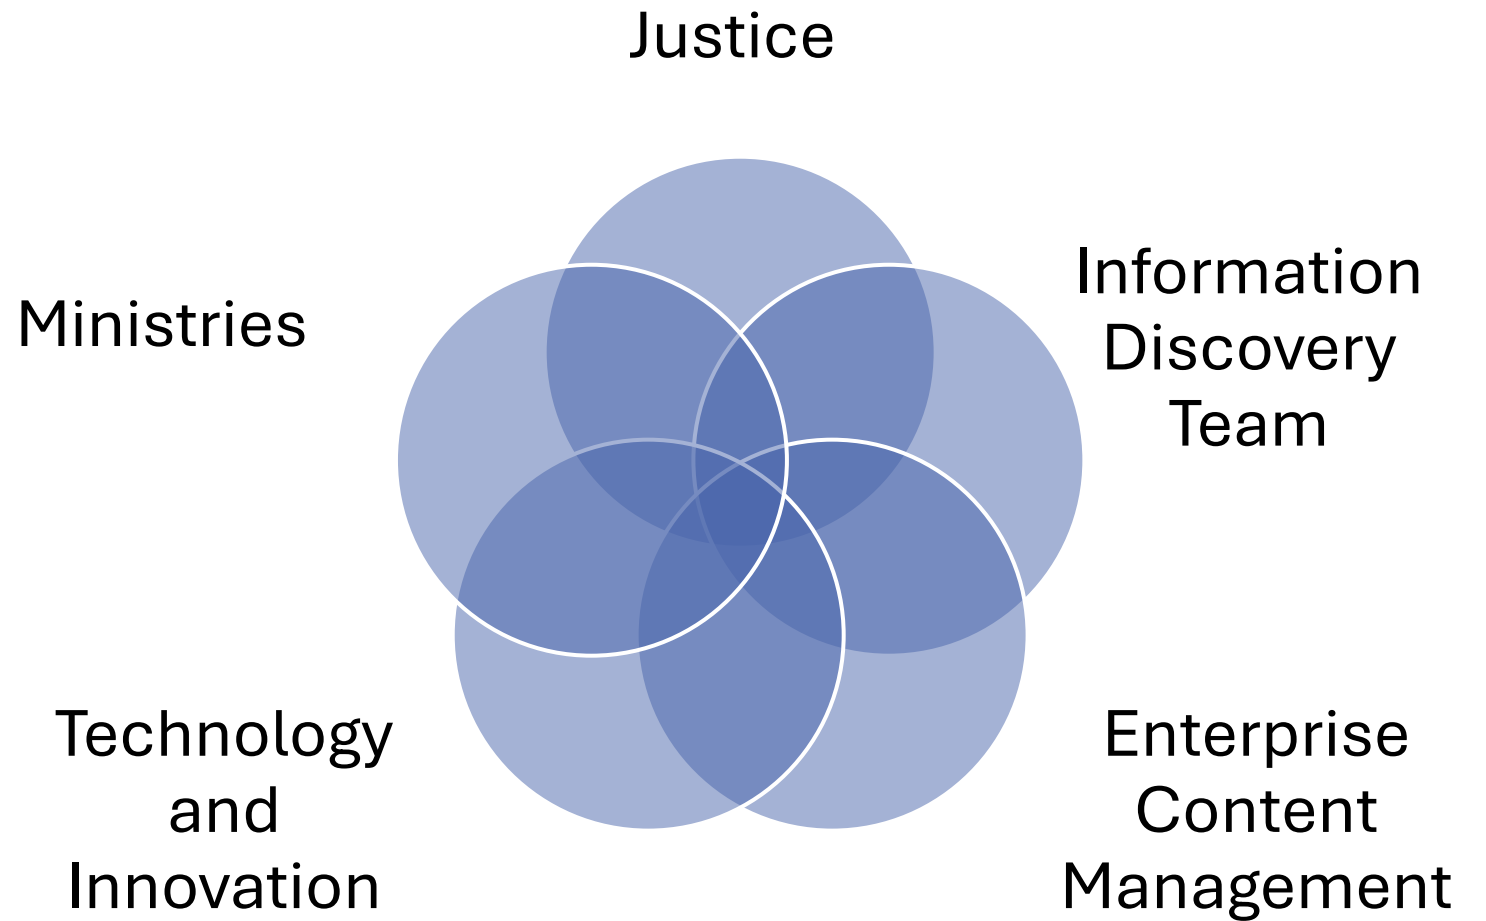 Justice
Information
Discovery
Team
Enterprise
Content
Management
Technology
and
Innovation
Ministries